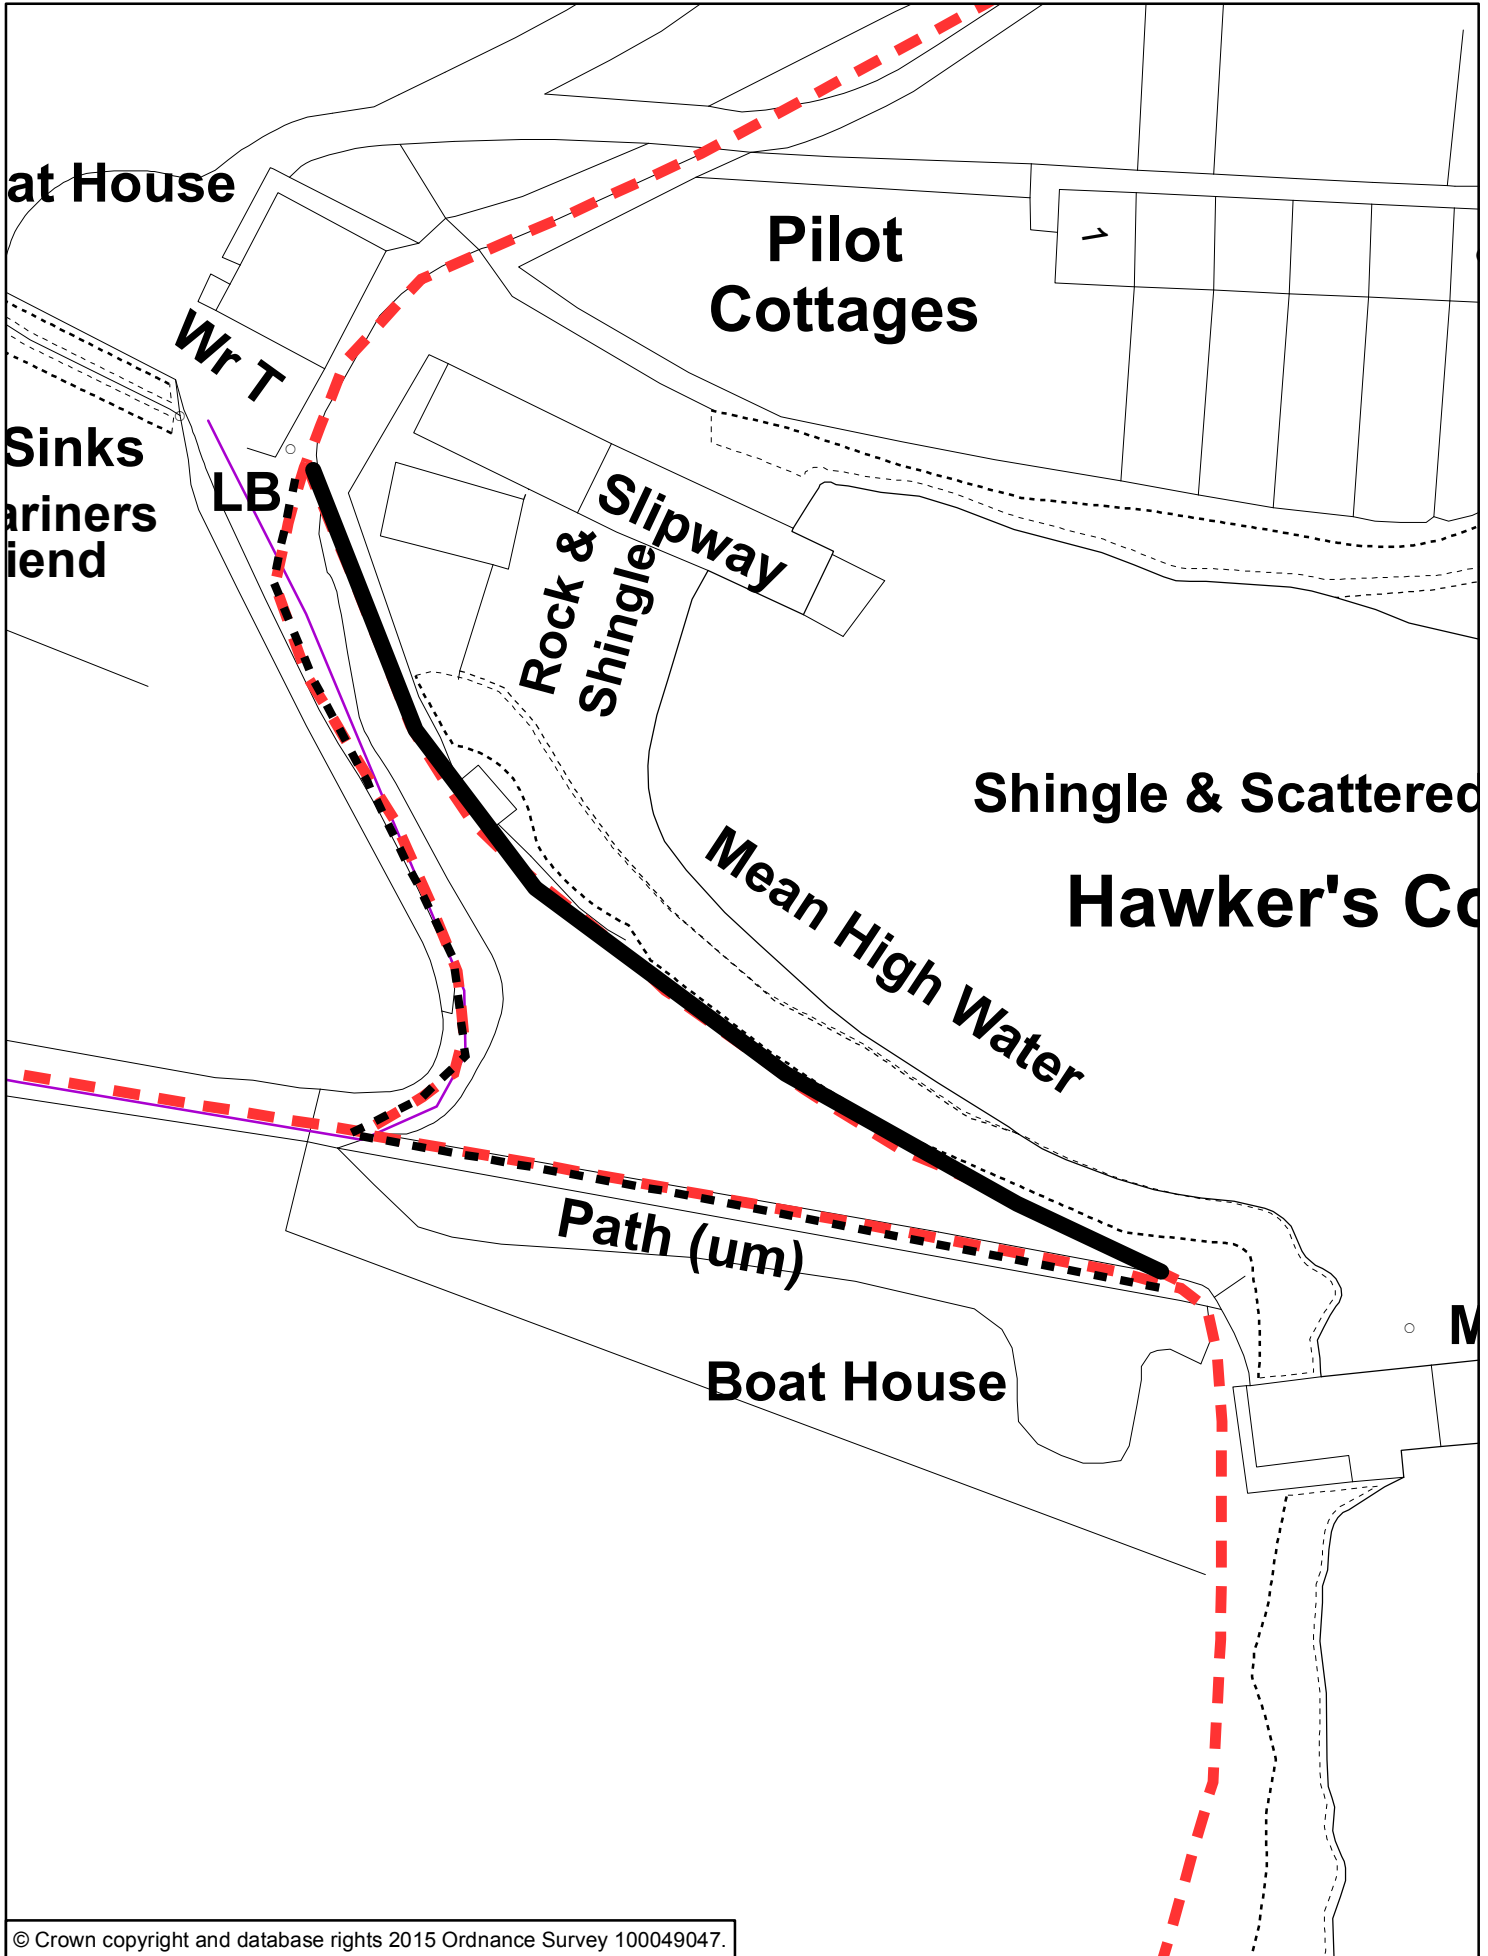 at House
Pilot
Cottages
1
Wr T
Sinks
LB
ariners
iend
Slipway
Rock &
Shingle
Shingle & Scattered
Hawker's Co
Mean High Water
Path (um)
Boat House
M
© Crown copyright and database rights 2015 Ordnance Survey 100049047.